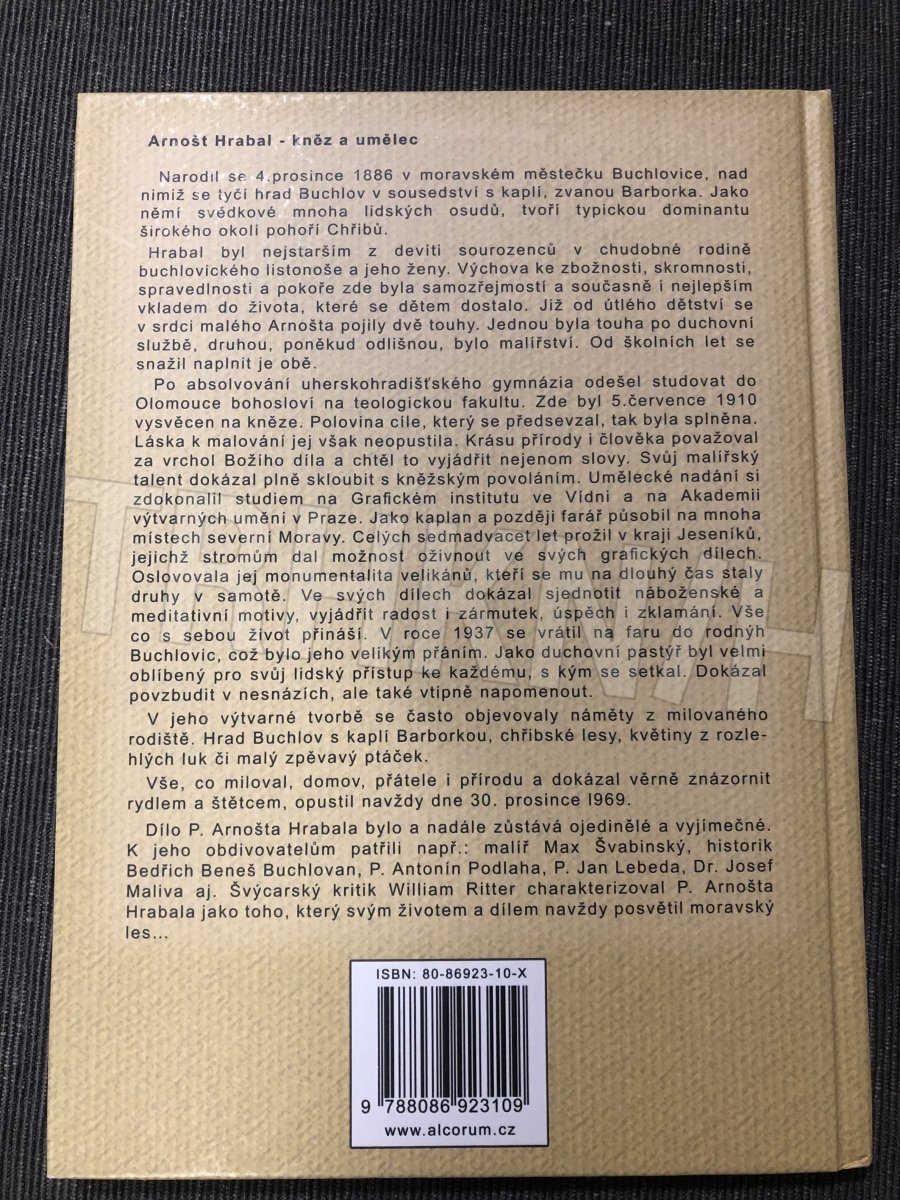 Arnošt Hrabal - kněz a umělec
Narodil se 4.prosince 1886 v moravském městečku Buchlovice, nad
nimiž se tyčí hrad Buchlov v sousedství s kaplí, zvanou Barborka. Jako
němí svédkové mnoha lidských osudů, tvoří typickou dominantu
širokého okolí pohoří Chřibů.
Hrabal byl nejstarším z devíti sourozenců v chudobné rodině
buchlovického listonoše a jeho ženy. Výchova ke zbožnosti, skromnosti,
spravedlnosti a pokoře zde byla samozřejmostí a současně i nejlepším
vkladem do života, které se dětem dostalo. Již od útlého dětství se
v srdci malého Arnošta pojily dvě touhy. Jednou byla touha po duchovní
službě, druhou, poněkud odlišnou, bylo malířství. Od školních let se
snažil naplnit je obě.
Po absolvování uherskohradišťského gymnázia odešel studovat do
Olomouce bohosloví na teologickou fakultu. Zde byl 5.července 1910
vysvěcen na kněze. Polovina cíle, který se předsevzal, tak byla splněna.
Láska k malování jej však neopustila. Krásu přírody i člověka považoval
za vrchol Božího díla a chtěl to vyjádřit nejenom slovy. Svůj malířský
talent dokázal plně skloubit s kněžským povoláním. Umělecké nadání si
zdokonalil studiem na Grafickém institutu ve Vídni a na Akademii
výtvarných umění v Praze. Jako kaplan a později farář působil na mnoha
místech severní Moravy. Celých sedmadvacet let prožil v kraji Jeseníků,
jejichž stromům dal možnost oživnout ve svých grafických dílech.
Oslovovala jej monumentalita velikánů, kteří se mu na dlouhý čas staly
druhy v samotě. Ve svých dílech dokázal sjednotit náboženské a
meditativní motivy, vyjádřit radost i zármutek, úspěch i zklamání. Vše
co s sebou život přináší. V roce 1937 se vrátil na faru do rodnýh
Buchlovic, což bylo jeho velikým přáním. Jako duchovní pastýř byl velmi
oblíbený pro svůj lidský přístup ke každému, s kým se setkal. Dokázal
povzbudit v nesnázích, ale také vtipně napomenout.
V jeho výtvarné tvorbě se často objevovaly náměty z milovaného
rodiště. Hrad Buchlov s kaplí Barborkou, chřibské lesy, květiny z rozle-
hlých luk či malý zpěvavý ptáček.
Vše, co miloval, domov, přátele i přírodu a dokázal věrně znázornit
rydlem a štětcem, opustil navždy dne 30. prosince I969.
Dílo P. Arnošta Hrabala bylo a nadále zůstává ojedinělé a vyjímečné.
K jeho obdivovatelům patřili např.: malíř Max Švabinský, historik
Bedřich Beneš Buchlovan, P. Antonín Podlaha, P. Jan Lebeda, Dr. Josef
Maliva aj. Švýcarský kritik William Ritter charakterizoval P. Arnošta
Hrabala jako toho, který svým životem a dílem navždy posvětil moravský
les...
ISBN: 80-86923-10-X
9 788086 923109
www.alcorum.cz